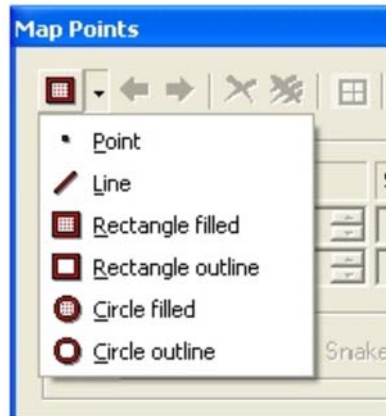 Map Points
Point
Line
Rectangle filled
Rectangle outline
Circle filled
Circle outline
Snake